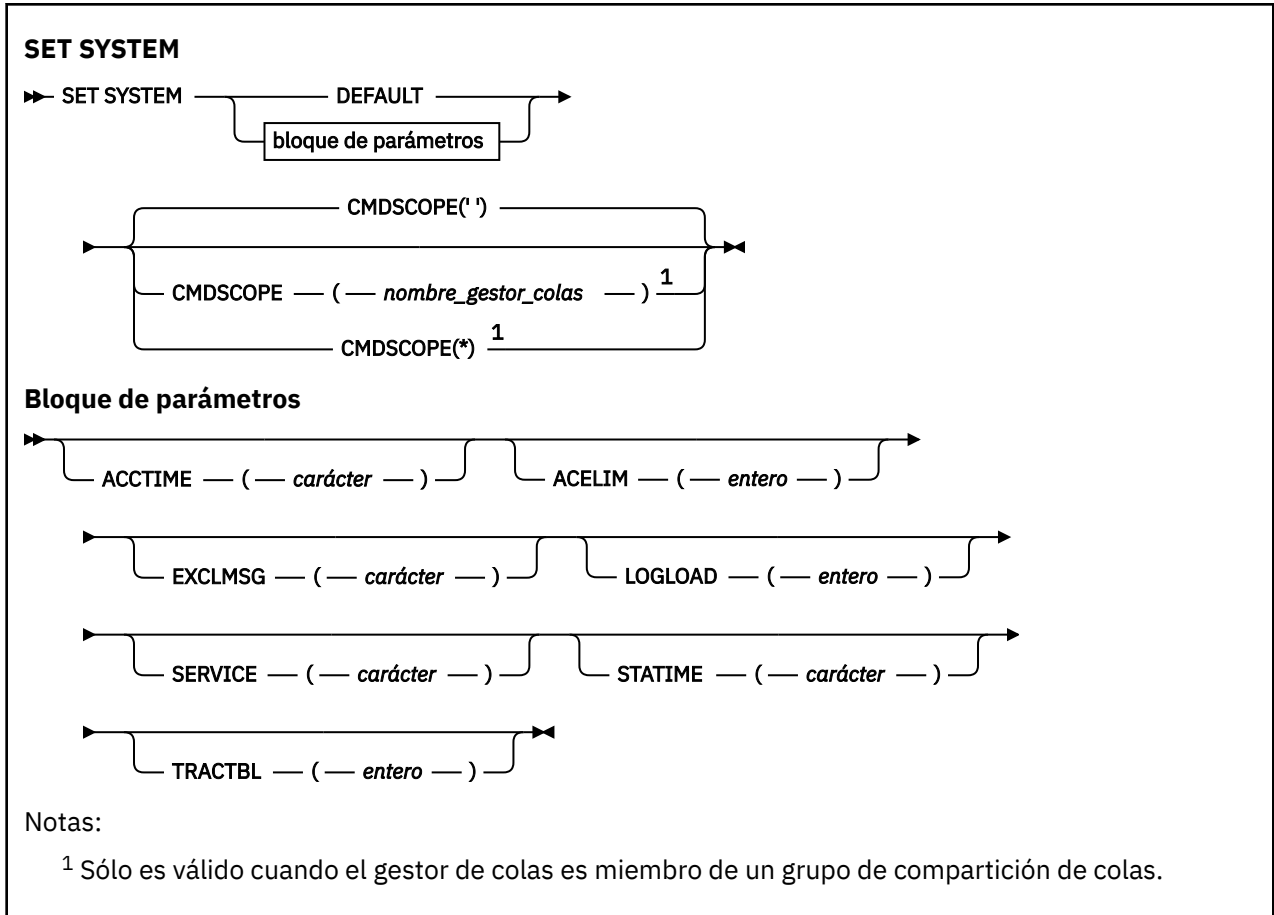 SET SYSTEM
SET SYSTEM DEFAULT
bloque de parámetros
CMDSCOPE(' ')
CMDSCOPE ( nombre_gestor_colas ) 1
CMDSCOPE(*) 1
Bloque de parámetros
ACCTIME ( carácter ) ACELIM ( entero )
EXCLMSG ( carácter ) LOGLOAD ( entero )
SERVICE ( carácter ) STATIME ( carácter )
TRACTBL ( entero )
Notas:
1 Sólo es válido cuando el gestor de colas es miembro de un grupo de compartición de colas.